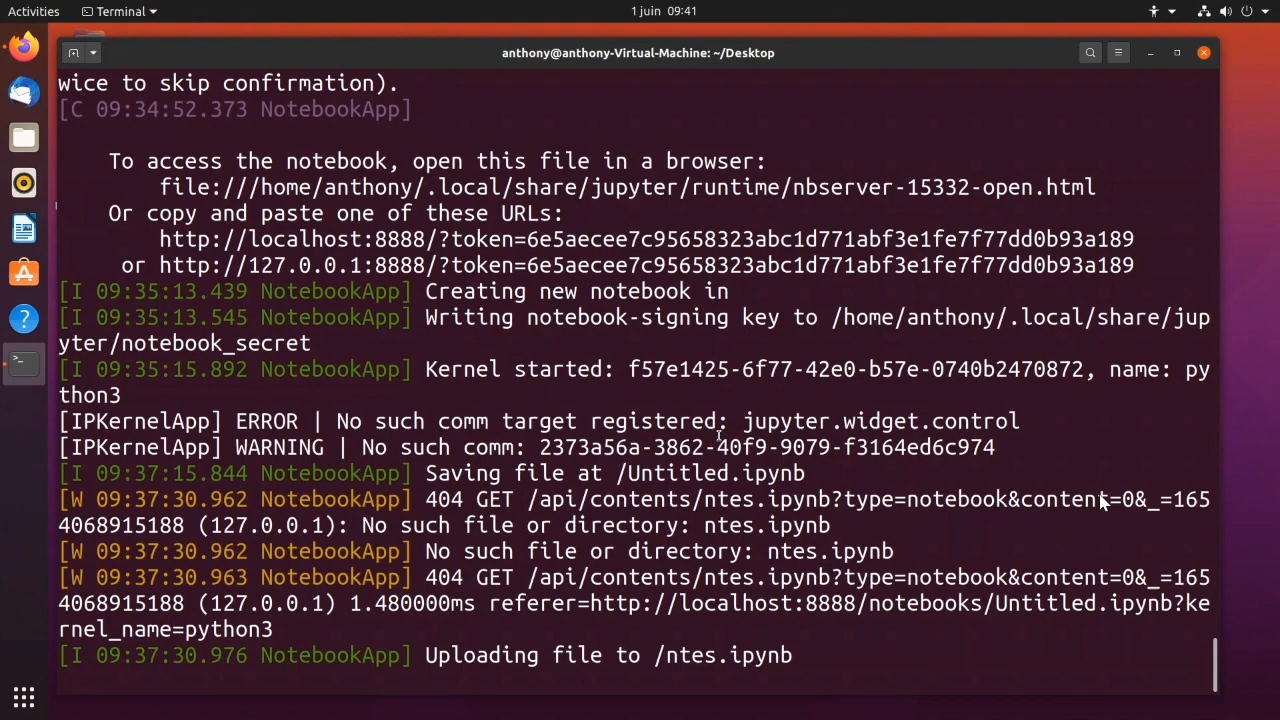 Activities
Terminal
1 juin 09:41
anthony@anthony-Virtual-Machine: ~/Desktop
wice to skip confirmation).
[C 09:34:52.373 NotebookApp]
To access the notebook, open this file in a browser:
file:///home/anthony/.local/share/jupyter/runtime/nbserver-15332-open.html
Or copy and paste one of these URLs:
http://localhost:8888/?token=6e5aecee7c95658323abc1d771abf3e1fe7f77dd0b93a189
or http://127.0.0.1:8888/?token=6e5aecee7c95658323abc1d771abf3e1fe7f77dd0b93a189
[I 09:35:13.439 NotebookApp] Creating new notebook in
[I 09:35:13.545 NotebookApp] Writing notebook-signing key to /home/anthony/.local/share/jup
yter/notebook_secret
[I 09:35:15.892 NotebookApp] Kernel started: f57e1425-6f77-42e0-b57e-0740b2470872, name: py
thon3
[IPKernelApp] ERROR | No such comm target registered: jupyter.widget.control
[IPKernelApp] WARNING | No such comm: 2373a56a-3862-40f9-9079-f3164ed6c974
[I 09:37:15.844 NotebookApp] Saving file at /Untitled.ipynb
[W 09:37:30.962 NotebookApp] 404 GET /api/contents/ntes.ipynb?type=notebook&content=0&_=165
4068915188 (127.0.0.1): No such file or directory: ntes.ipynb
[W 09:37:30.962 NotebookApp] No such file or directory: ntes.ipynb
[W 09:37:30.963 NotebookApp] 404 GET /api/contents/ntes.ipynb?type=notebook&content=0&_=165
4068915188 (127.0.0.1) 1.480000ms referer=http://localhost:8888/notebooks/Untitled.ipynb?ke
rnel_name=python3
[I 09:37:30.976 NotebookApp] Uploading file to /ntes.ipynb